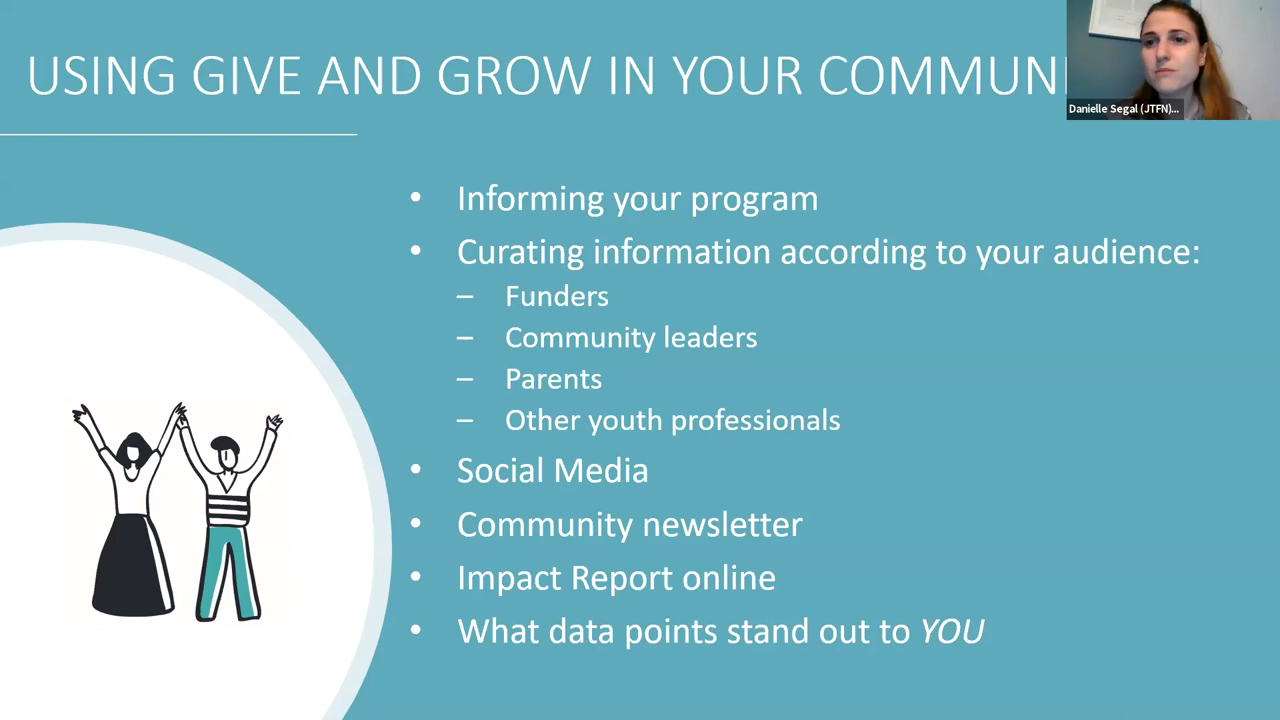 USING GIVE AND GROW IN YOUR COMMUN
Danielle Segal (JTFN)...
• Informing your program
• Curating information according to your audience:
– Funders
– Community leaders
– Parents
– Other youth professionals
• Social Media
• Community newsletter
• Impact Report online
• What data points stand out to YOU